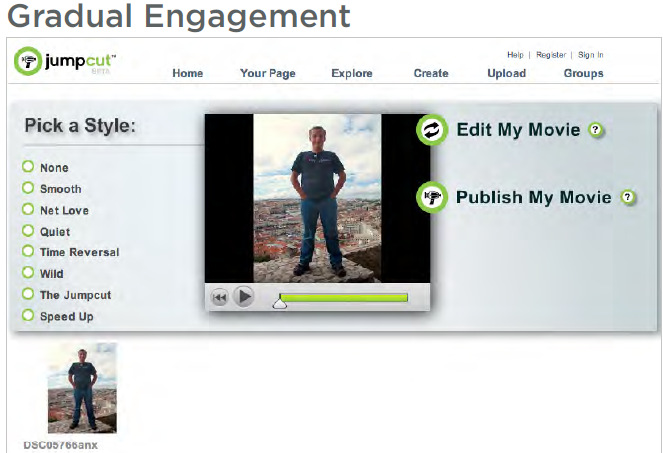 Gradual Engagement
jumpcut™
BETA
Help | Register | Sign In
Home Your Page Explore Create Upload Groups
Pick a Style:
None
Smooth
Net Love
Quiet
Time Reversal
Wild
The Jumpcut
Speed Up
Edit My Movie ?
Publish My Movie ?
DSC05766anx